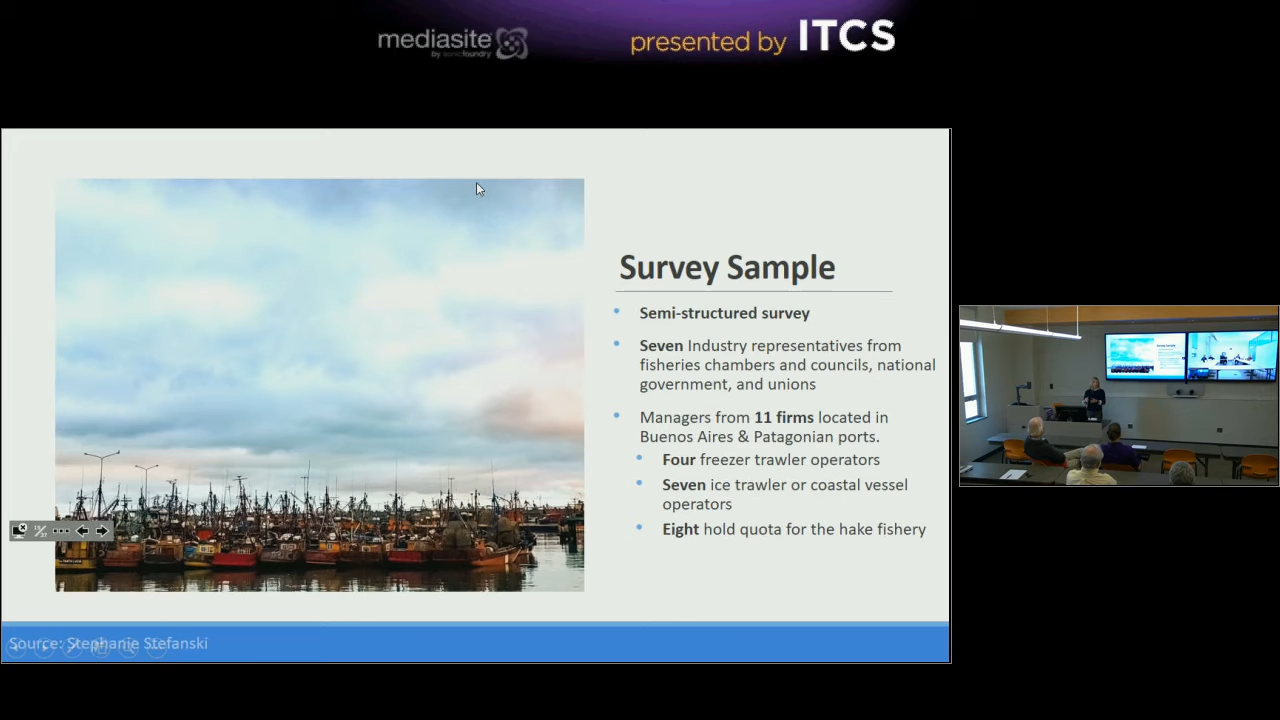 mediasite
by sonicfoundry
presented by ITCS
Survey Sample
Semi-structured survey
Seven Industry representatives from
fisheries chambers and councils, national
government, and unions
Managers from 11 firms located in
Buenos Aires & Patagonian ports.
Four freezer trawler operators
Seven ice trawler or coastal vessel
operators
Eight hold quota for the hake fishery
Source: Stephanie Stefanski